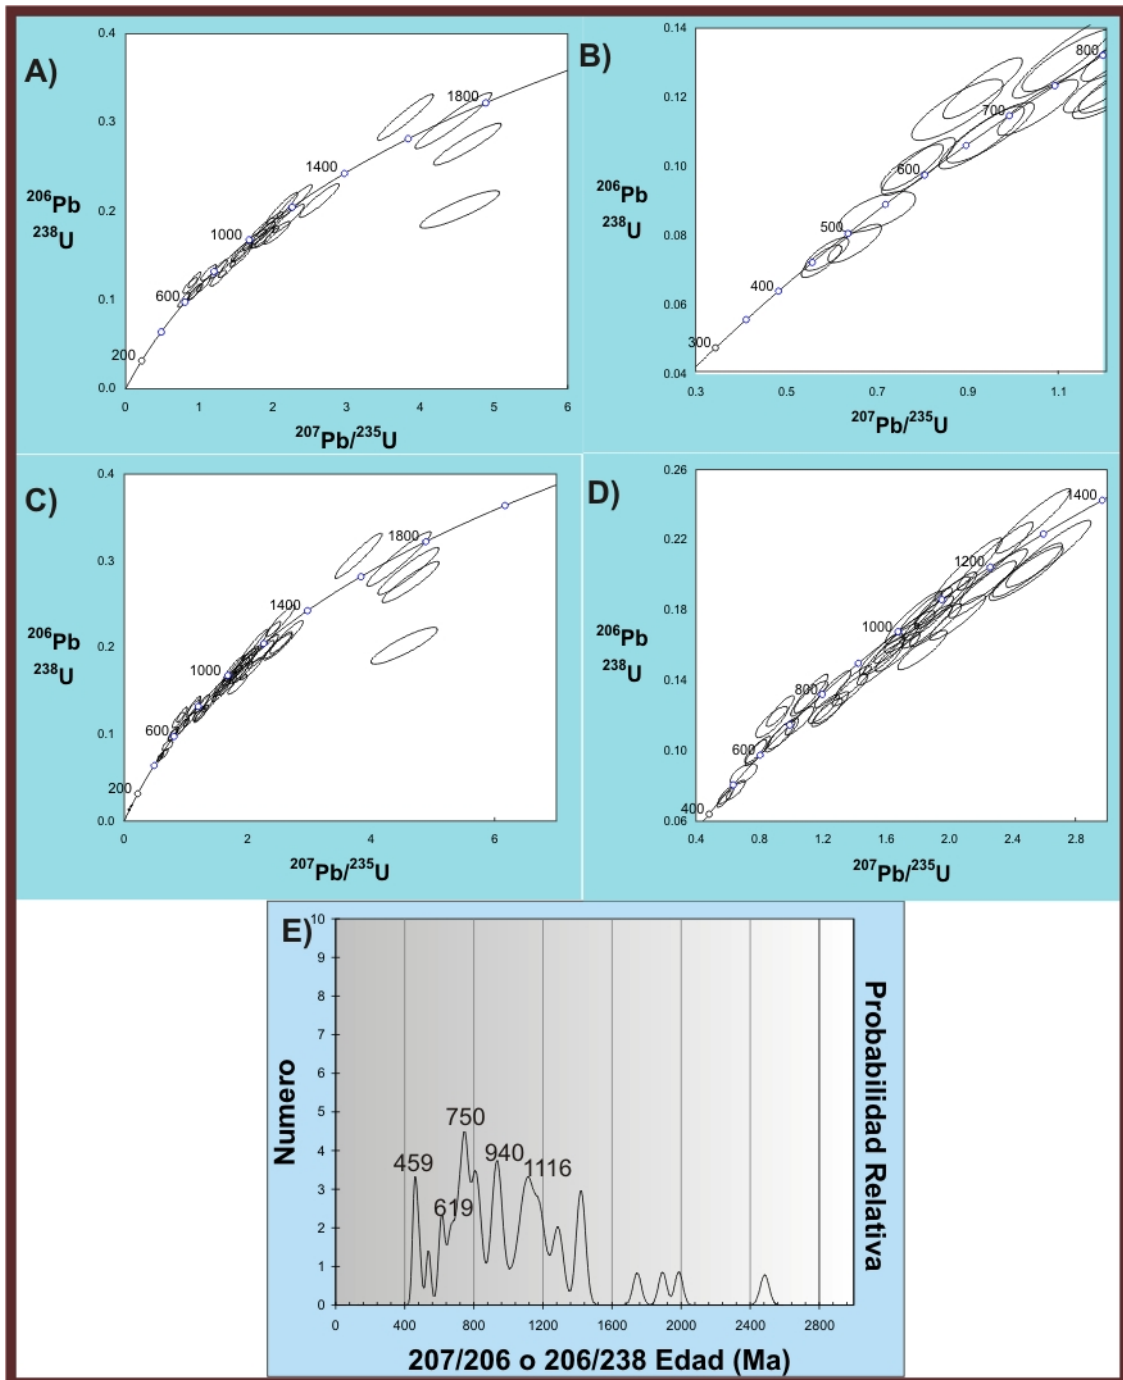 A)
0.4
0.3
0.2
0.1
0.0
0 1 2 3 4 5 6
200
600
1000
1400
1800
206Pb
238U
207Pb/235U
B)
0.14
0.12
0.10
0.08
0.06
0.04
0.3 0.5 0.7 0.9 1.1
300
400
500
600
700
800
206Pb
238U
207Pb/235U
C)
0.4
0.3
0.2
0.1
0.0
0 2 4 6
200
600
1000
1400
1800
206Pb
238U
207Pb/235U
D)
0.26
0.22
0.18
0.14
0.10
0.06
0.4 0.8 1.2 1.6 2.0 2.4 2.8
400
600
800
1000
1200
1400
206Pb
238U
207Pb/235U
E)
10
9
8
7
6
5
4
3
2
1
0
0 400 800 1200 1600 2000 2400 2800
459
619
750
940
1116
Numero
Probabilidad Relativa
207/206 o 206/238 Edad (Ma)